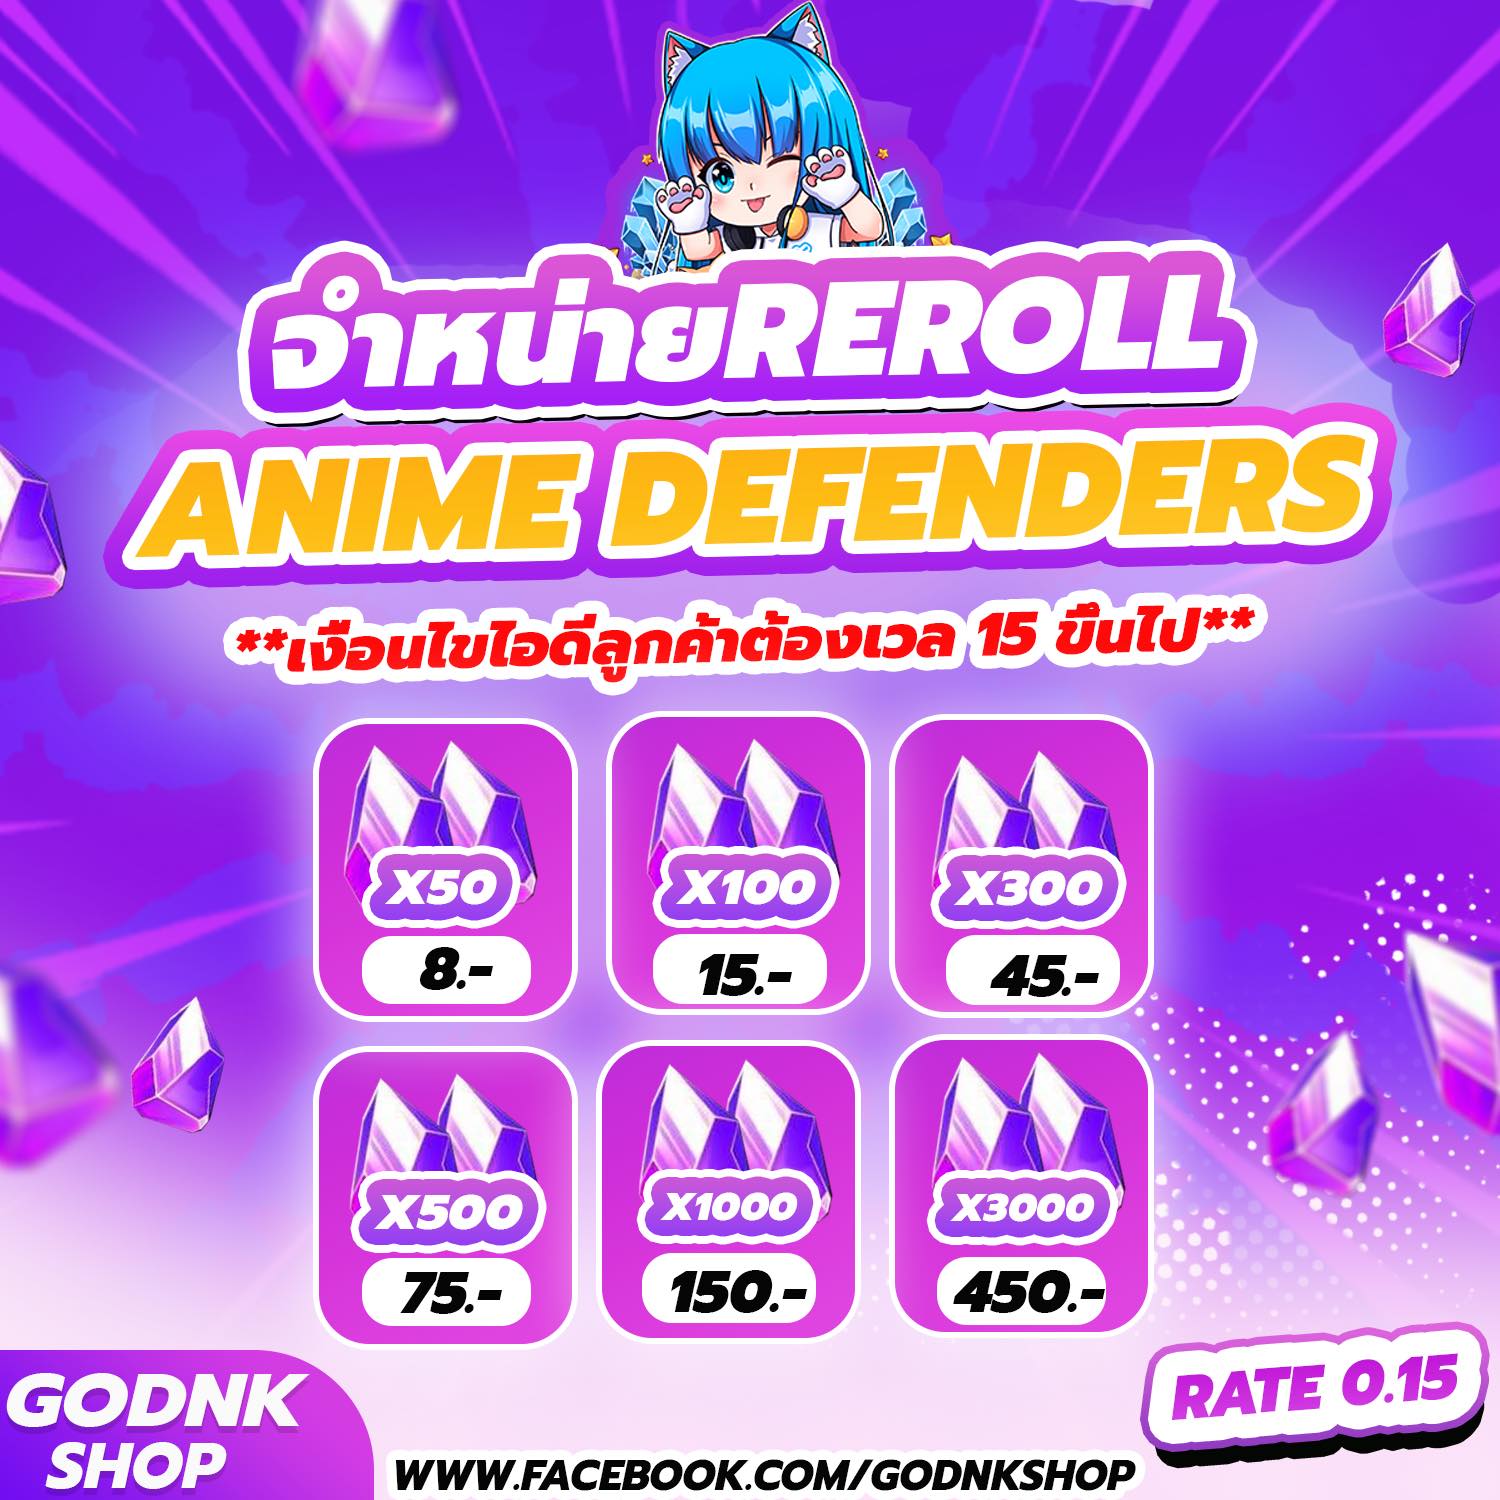 จำหน่ายREROLL
ANIME DEFENDERS
**เงือนไขไอดีลูกค้าต้องเวล 15 ขึ้นไป**
X50
8.-
X100
15.-
X300
45.-
X500
75.-
X1000
150.-
X3000
450.-
GODNK
SHOP
WWW.FACEBOOK.COM/GODNKSHOP
RATE 0.15